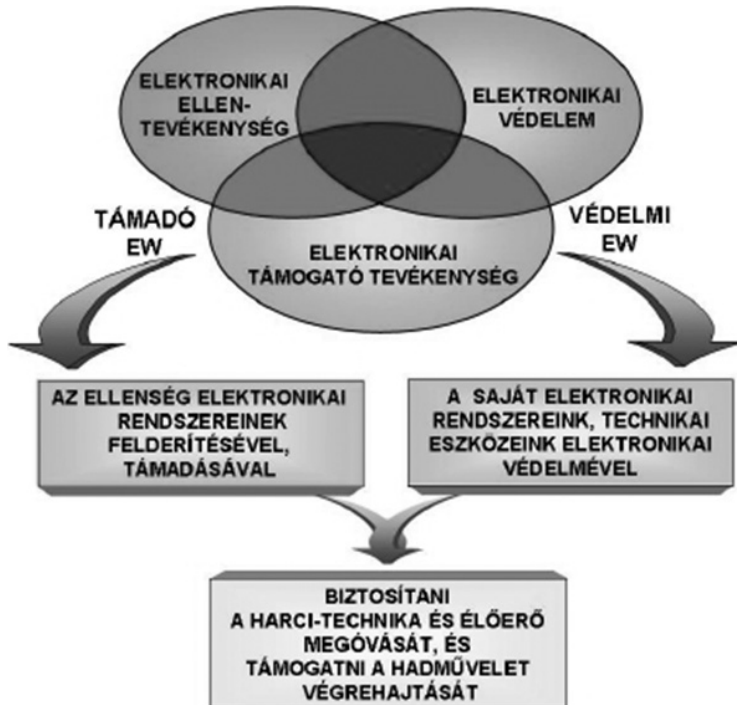 ELEKTRONIKAI
ELLEN-
TEVÉKENYSÉG
ELEKTRONIKAI
VÉDELEM
ELEKTRONIKAI
TÁMOGATÓ TEVÉKENYSÉG
TÁMADÓ
EW
VÉDELMI
EW
AZ ELLENSÉG ELEKTRONIKAI
RENDSZEREINEK
FELDERÍTÉSÉVEL,
TÁMADÁSÁVAL
A SAJÁT ELEKTRONIKAI
RENDSZEREINK, TECHNIKAI
ESZKÖZEINK ELEKTRONIKAI
VÉDELMÉVEL
BIZTOSÍTANI
A HARCI-TECHNIKA ÉS ÉLŐERŐ
MEGÓVÁSÁT, ÉS
TÁMOGATNI A HADMŰVELET
VÉGREHAJTÁSÁT